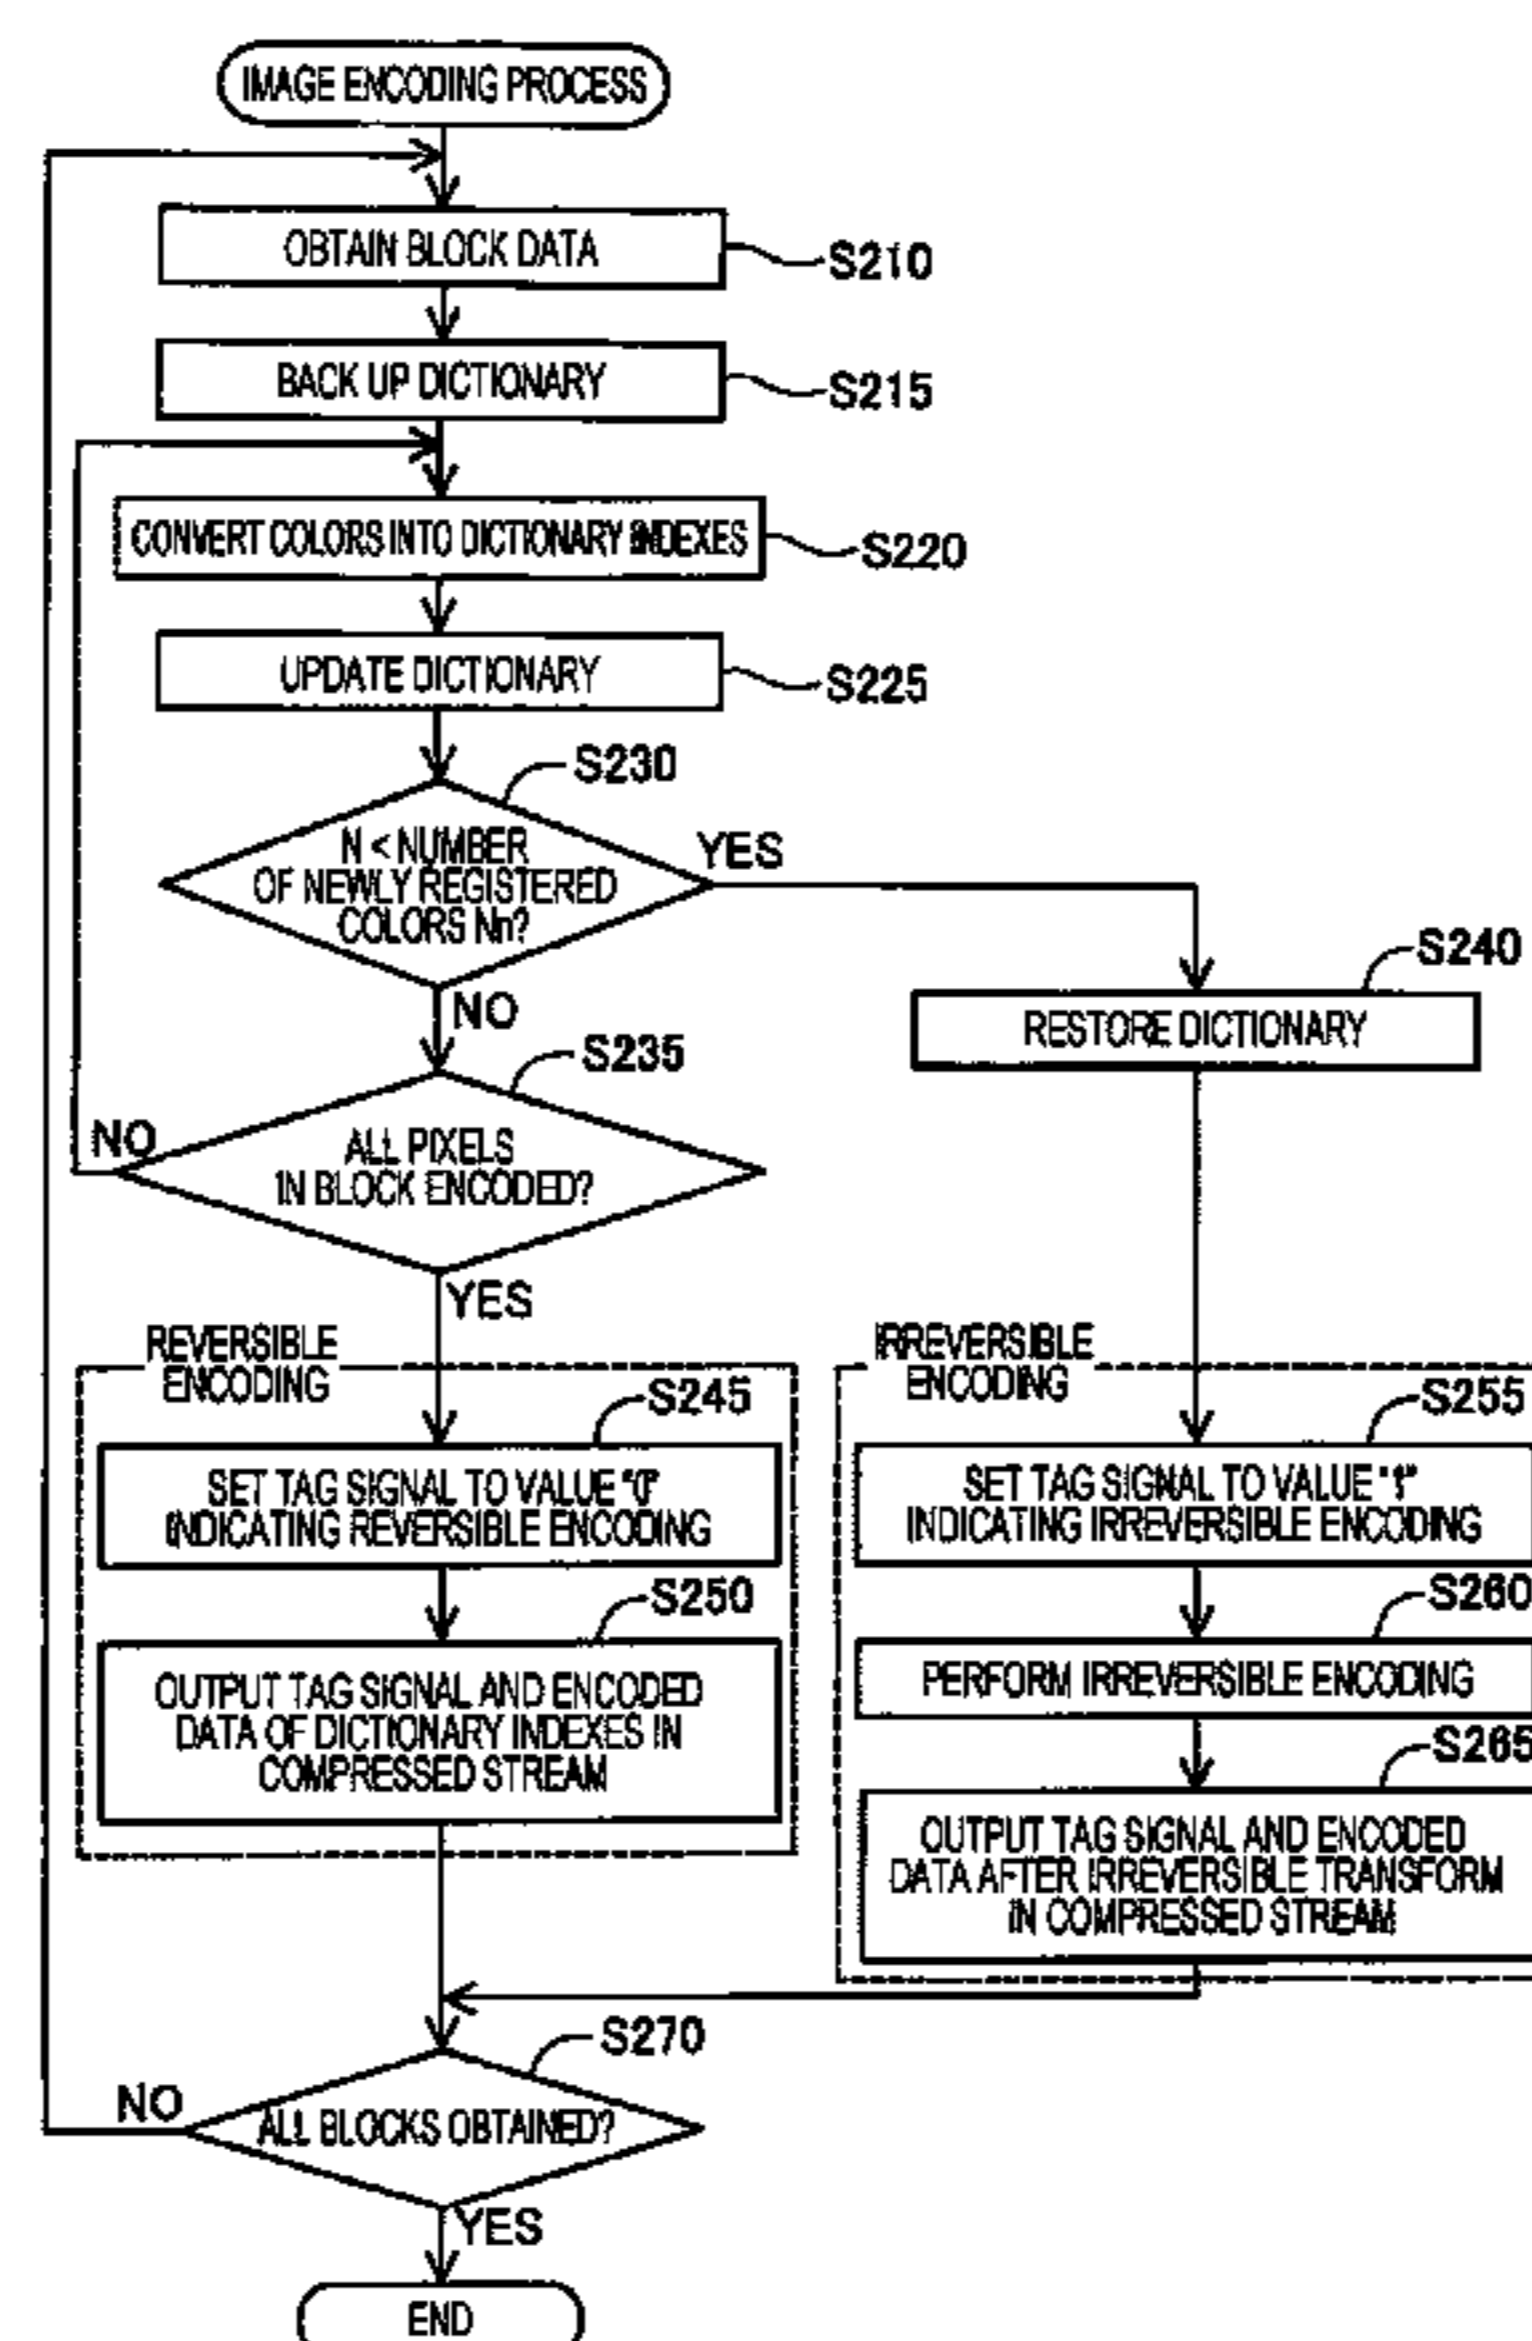 IMAGE ENCODING PROCESS
OBTAIN BLOCK DATA
S210
BACK UP DICTIONARY
S215
CONVERT COLORS INTO DICTIONARY INDEXES
S220
UPDATE DICTIONARY
S225
S230
N < NUMBER
OF NEWLY REGISTERED
COLORS Nn?
YES
NO
S240
RESTORE DICTIONARY
S235
ALL PIXELS
IN BLOCK ENCODED?
NO
YES
REVERSIBLE
ENCODING
S245
SET TAG SIGNAL TO VALUE "0"
INDICATING REVERSIBLE ENCODING
S250
OUTPUT TAG SIGNAL AND ENCODED
DATA OF DICTIONARY INDEXES IN
COMPRESSED STREAM
IRREVERSIBLE
ENCODING
S255
SET TAG SIGNAL TO VALUE "1"
INDICATING IRREVERSIBLE ENCODING
S260
PERFORM IRREVERSIBLE ENCODING
S265
OUTPUT TAG SIGNAL AND ENCODED
DATA AFTER IRREVERSIBLE TRANSFORM
IN COMPRESSED STREAM
S270
ALL BLOCKS OBTAINED?
NO
YES
END